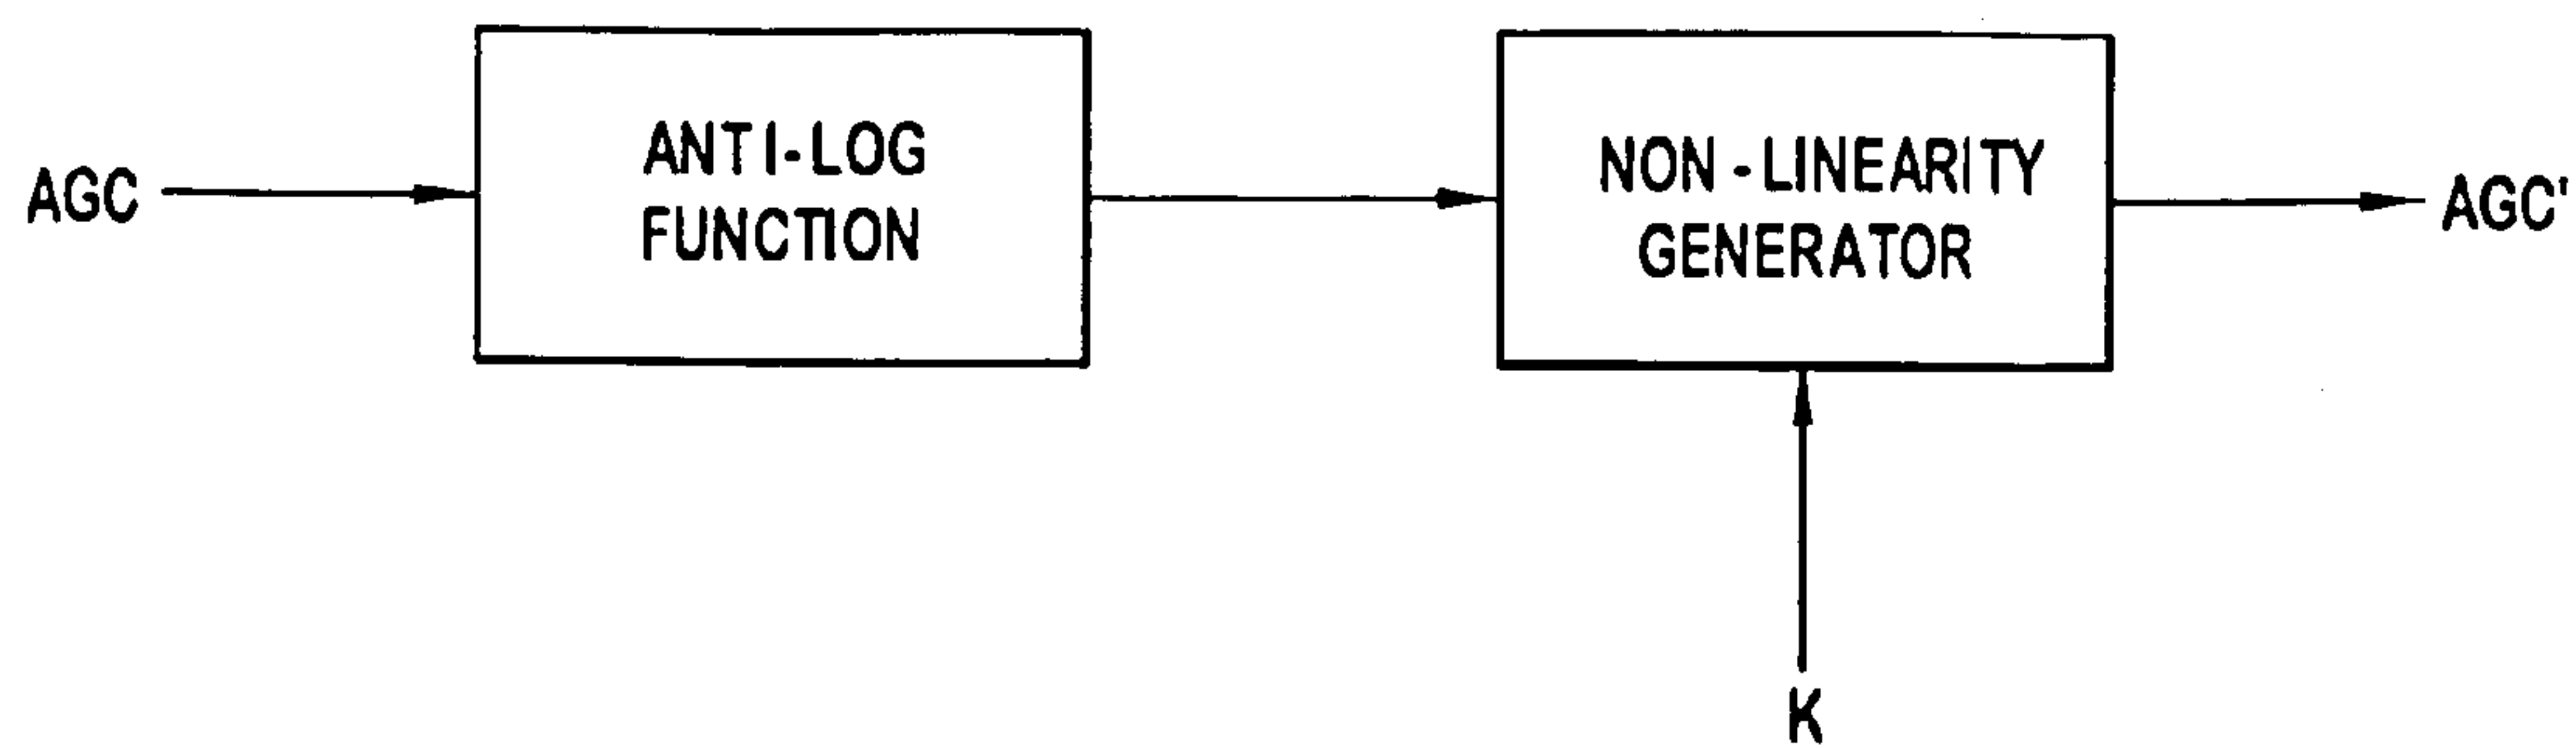 AGC
ANTI-LOG
FUNCTION
NON-LINEARITY
GENERATOR
AGC'
K